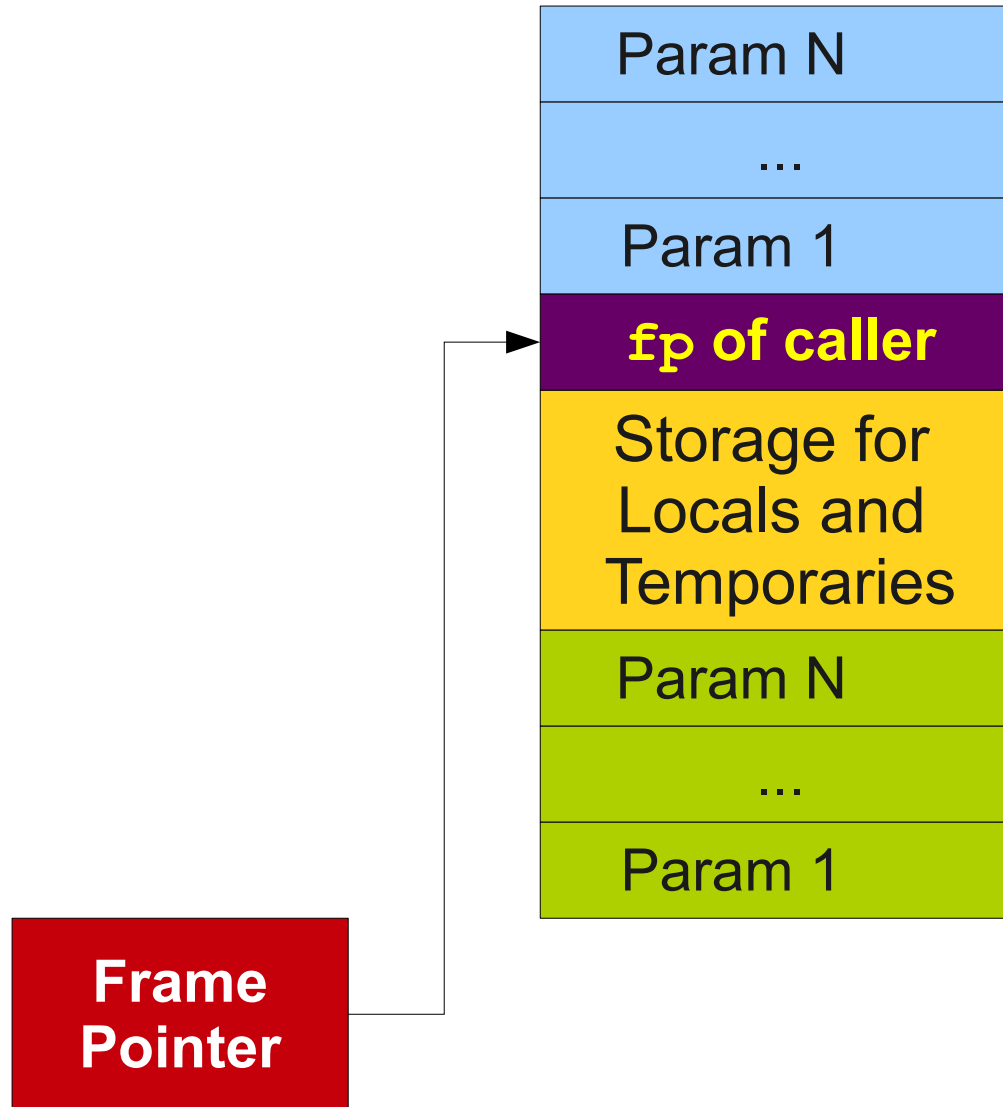 Param N
...
Param 1
fp of caller
Storage for
Locals and
Temporaries
Param N
...
Param 1
Frame
Pointer